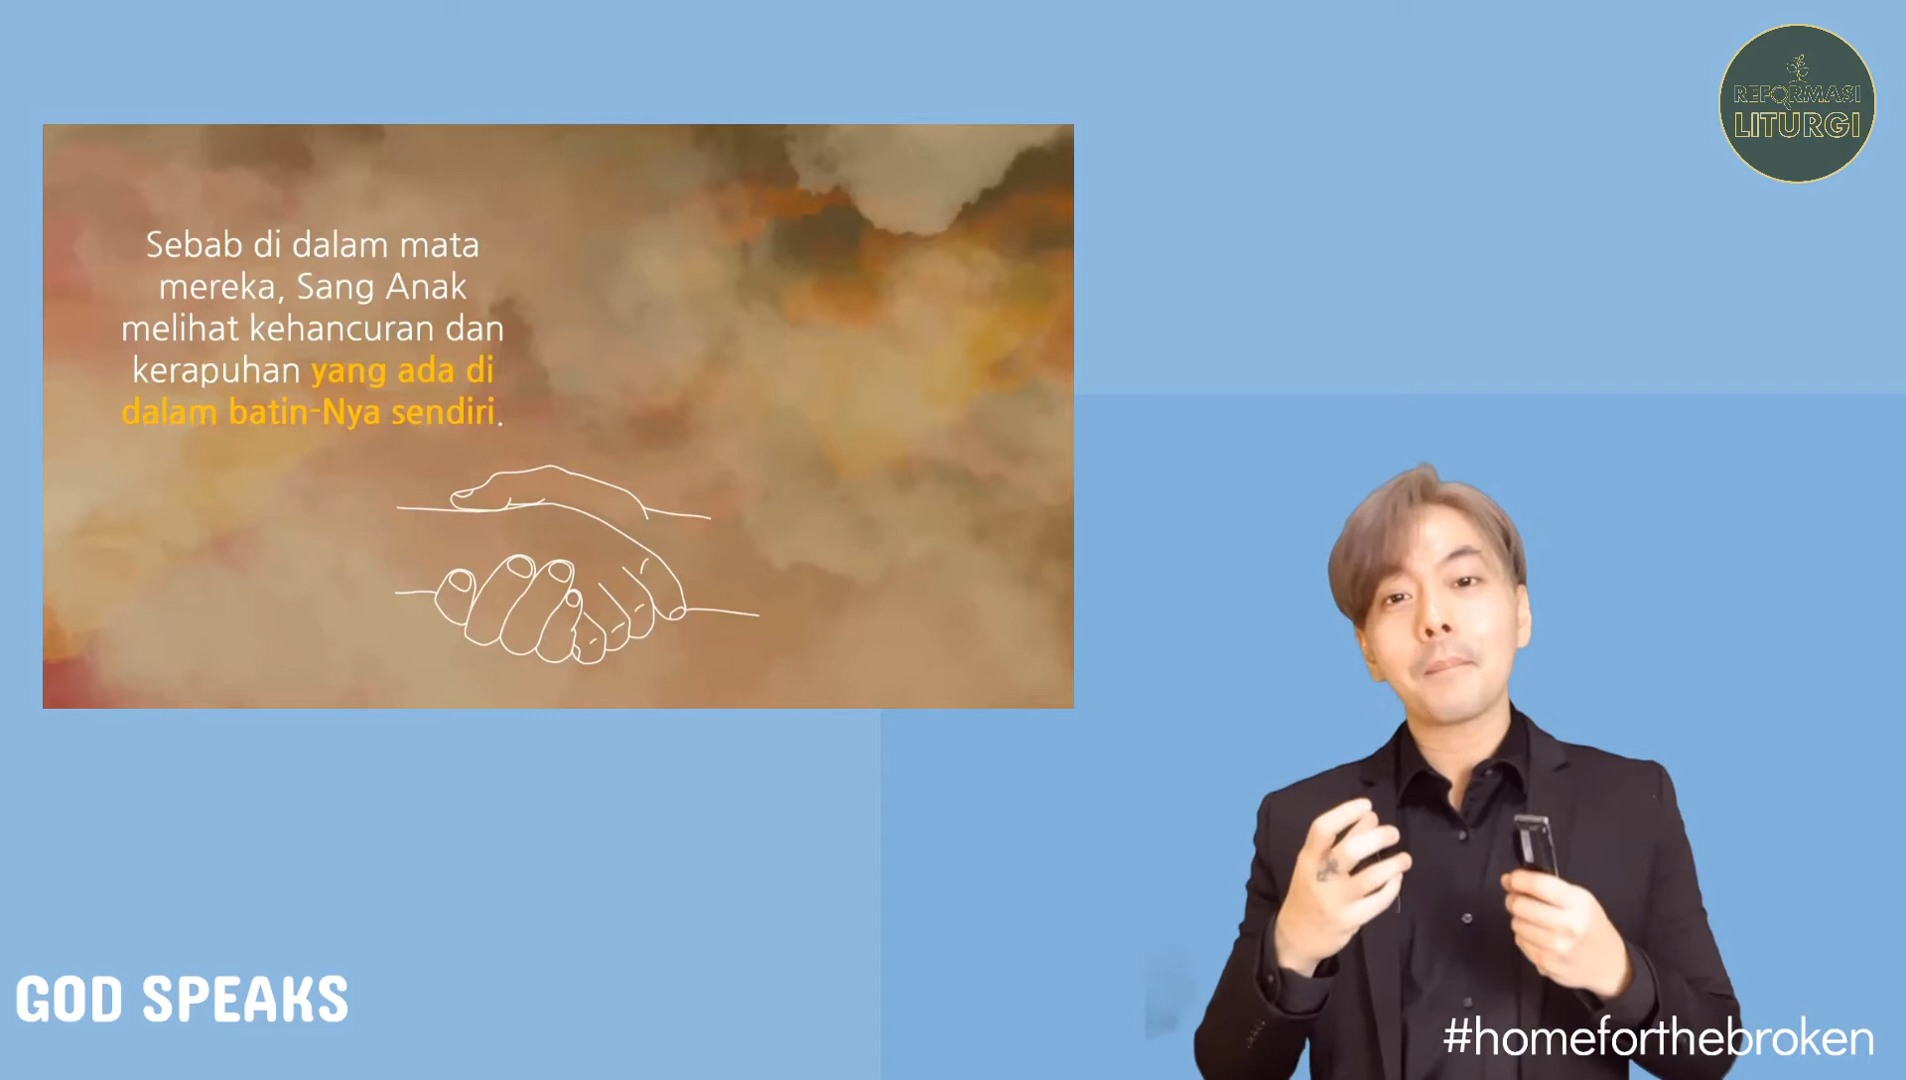 REFORMASI
LITURGI
Sebab di dalam mata
mereka, Sang Anak
melihat kehancuran dan
kerapuhan yang ada di
dalam batin-Nya sendiri.
GOD SPEAKS
#homeforthebroken